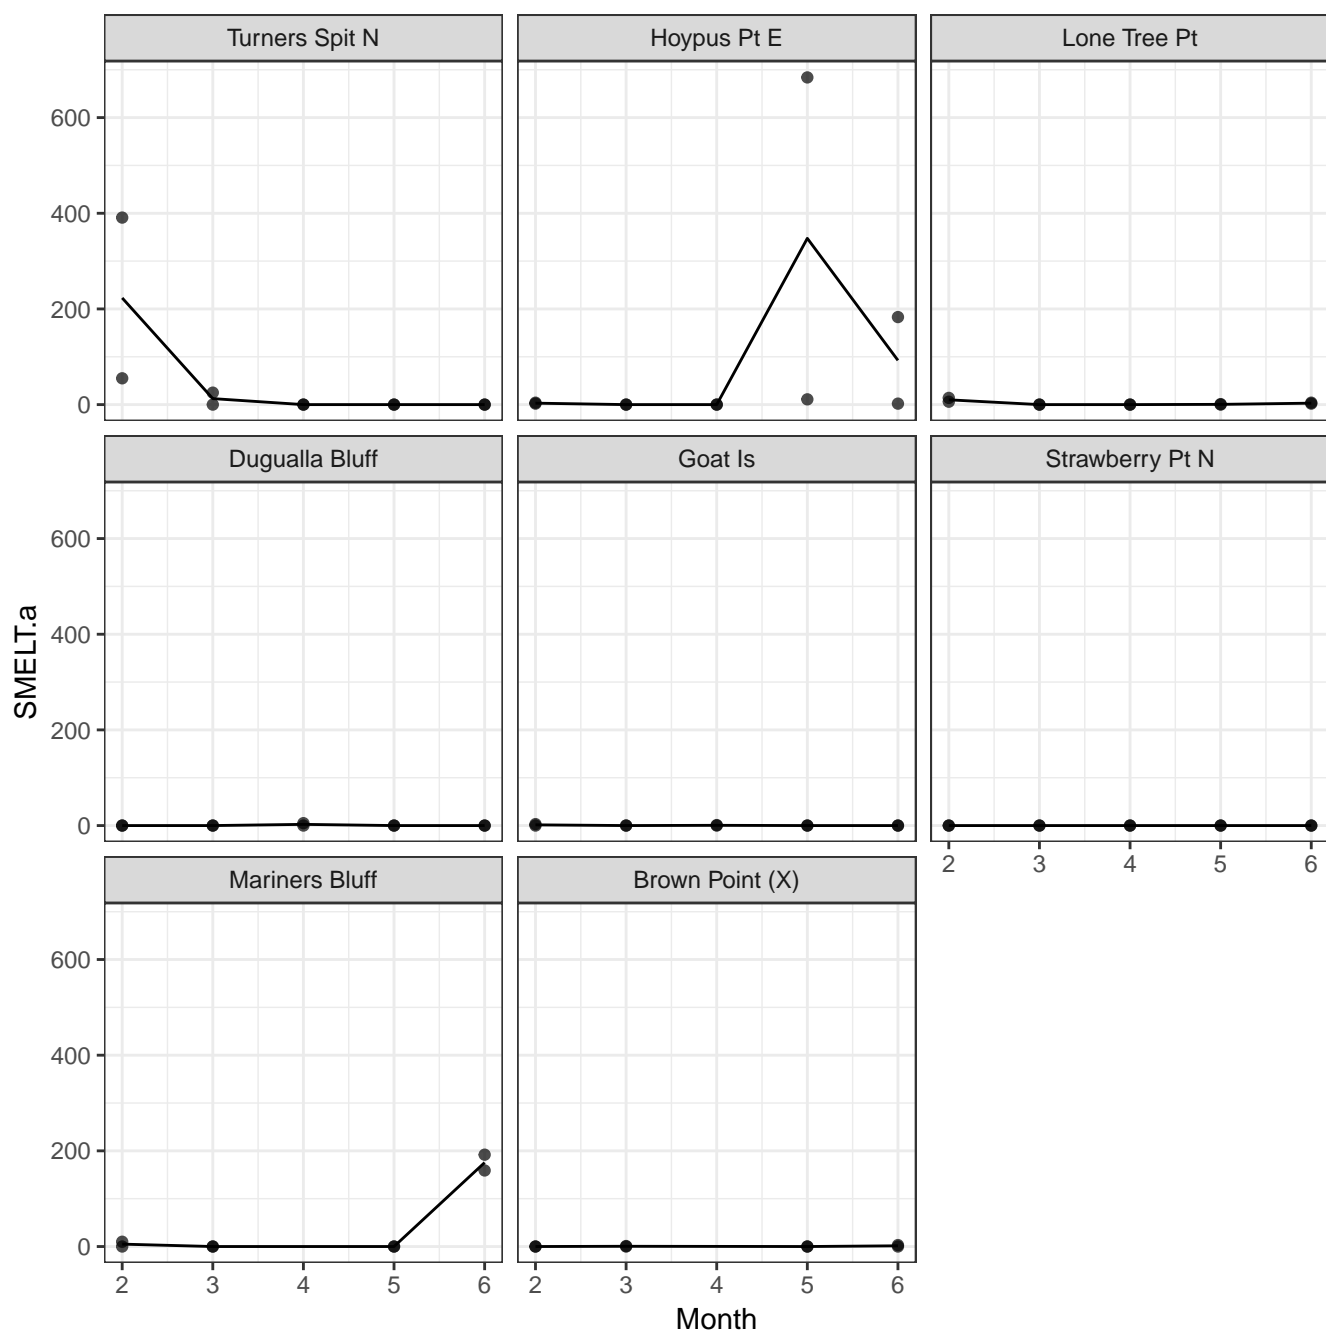 Turners Spit N
Hoypus Pt E
Lone Tree Pt
600
400
200
0
Dugualla Bluff
Goat Is
Strawberry Pt N
600
400
200
0
2 3 4 5 6
Mariners Bluff
Brown Point (X)
600
400
200
0
2 3 4 5 6
2 3 4 5 6
SMELT.a
Month